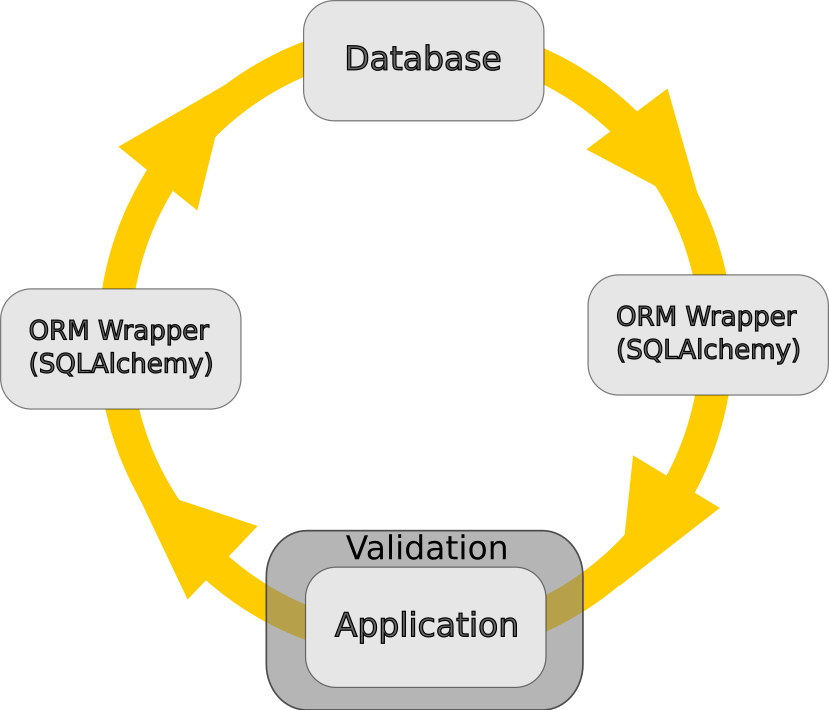 Database
ORM Wrapper
(SQLAlchemy)
ORM Wrapper
(SQLAlchemy)
Validation
Application